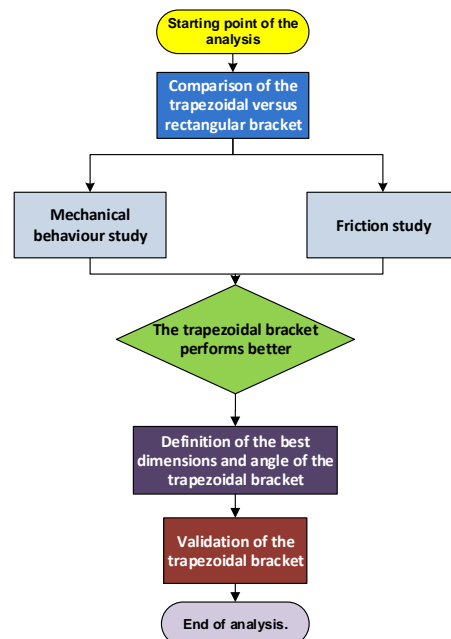 Starting point of the
analysis
Comparison of the
trapezoidal versus
rectangular bracket
Mechanical
behaviour study
Friction study
The trapezoidal bracket
performs better
Definition of the best
dimensions and angle of the
trapezoidal bracket
Validation of the
trapezoidal bracket
End of analysis.